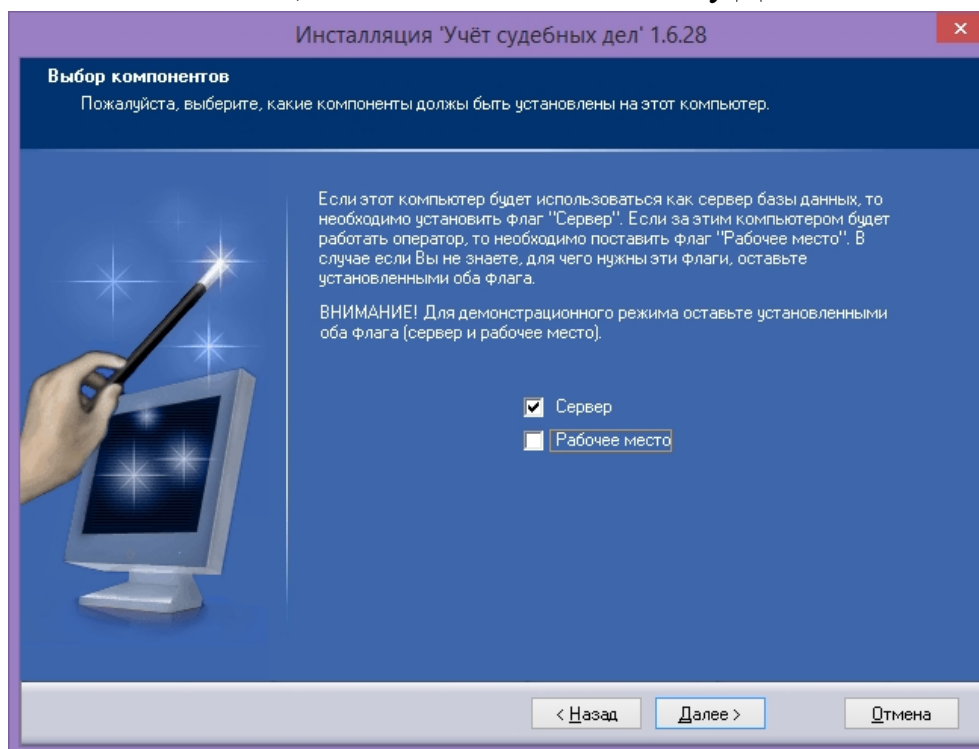 Инсталляция 'Учёт судебных дел' 1.6.28
Выбор компонентов
Пожалуйста, выберите, какие компоненты должы быть установлены на этот компьютер.
Если этот компьютер будет использоваться как сервер базы данных, то
необходимо установить флаг "Сервер". Если за этим компьютером будет
работать оператор, то необходимо поставить флаг "Рабочее место". В
случае если Вы не знаете, для чего нужны эти флаги, оставьте
установленными оба флага.
ВНИМАНИЕ! Для демонстрационного режима оставьте установленными
оба флага (сервер и рабочее место).
Сервер
Рабочее место
< Назад Далее > Отмена